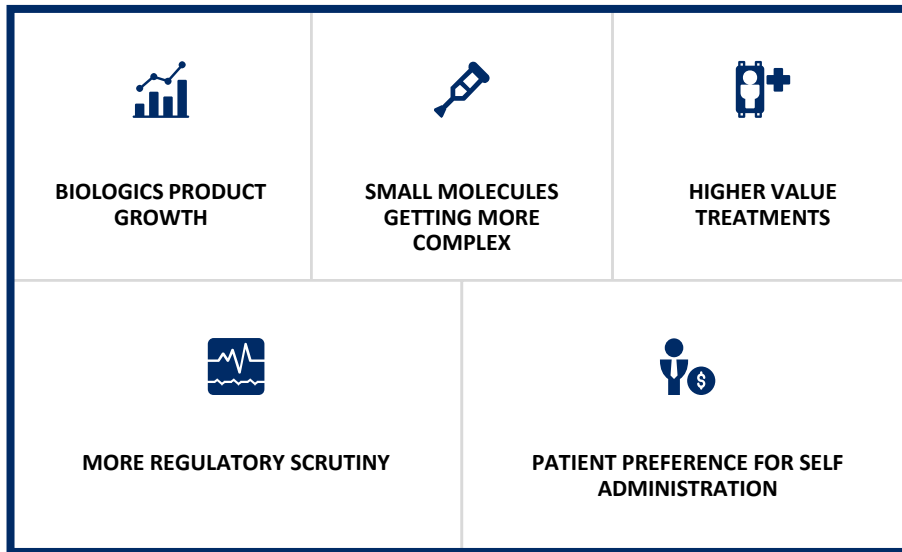 BIOLOGICS PRODUCT
GROWTH
SMALL MOLECULES
GETTING MORE
COMPLEX
HIGHER VALUE
TREATMENTS
MORE REGULATORY SCRUTINY
PATIENT PREFERENCE FOR SELF
ADMINISTRATION
$